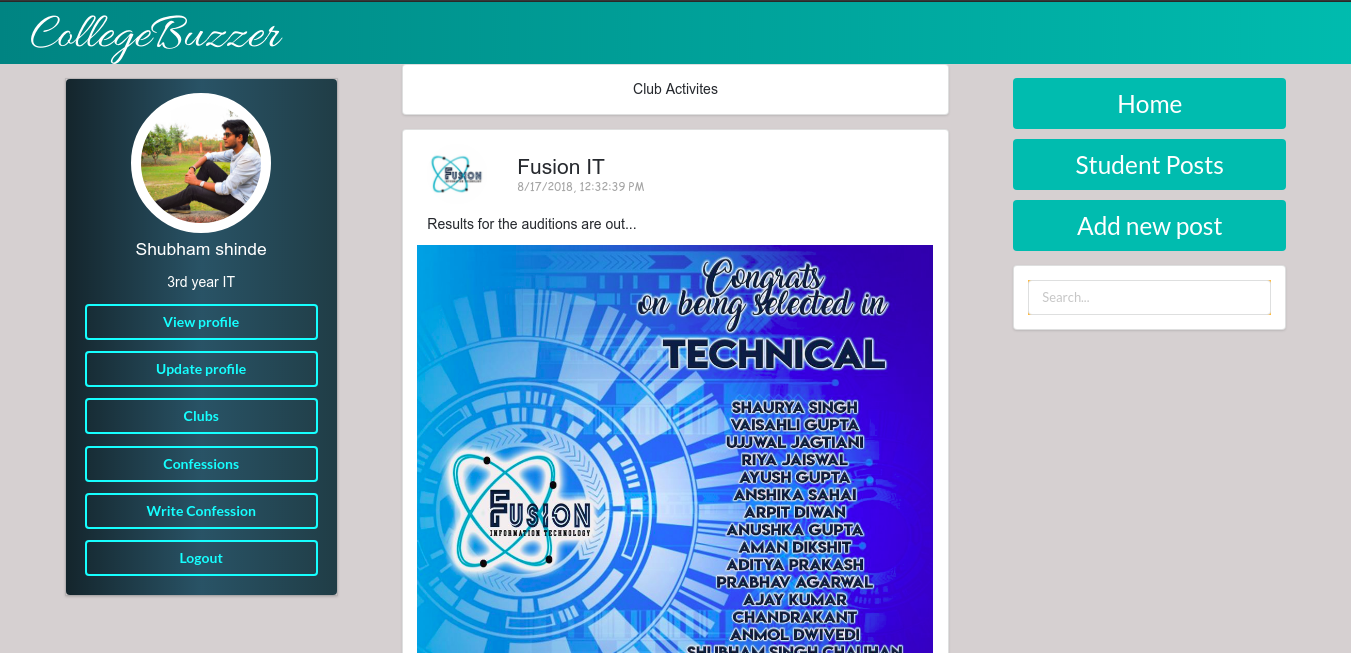 CollegeBuzzer
Shubham shinde
3rd year IT
View profile
Update profile
Clubs
Confessions
Write Confession
Logout
Club Activites
FUSION
Fusion IT
8/17/2018, 12:32:39 PM
Results for the auditions are out...
Congrats
on being selected in
TECHNICAL
SHAURYA SINGH
VAISAHLI GUPTA
UJJWAL JAGTIANI
RIYA JAISWAL
AYUSH GUPTA
ANSHIKA SAHAI
ARPIT DIWAN
ANUSHKA GUPTA
AMAN DIKSHIT
ADITYA PRAKASH
PRABHAV AGARWAL
AJAY KUMAR
CHANDRAKANT
ANMOL DWIVEDI
SHUBHAM SINGH CHAUHAN
FUSION
INFORMATION TECHNOLOGY
Home
Student Posts
Add new post
Search...